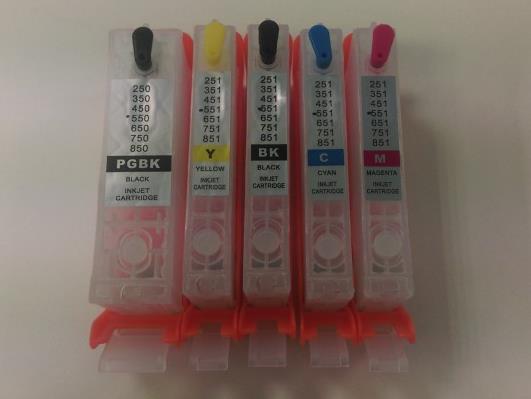 250
350
450
550
650
750
850
PGBK
BLACK
INKJET
CARTRIDGE
251
351
451
551
651
751
851
Y
YELLOW
INKJET
CARTRIDGE
251
351
451
551
651
751
851
BK
BLACK
INKJET
CARTRIDGE
251
351
451
551
651
751
851
C
CYAN
INKJET
CARTRIDGE
251
351
451
551
651
751
851
M
MAGENTA
INKJET
CARTRIDGE